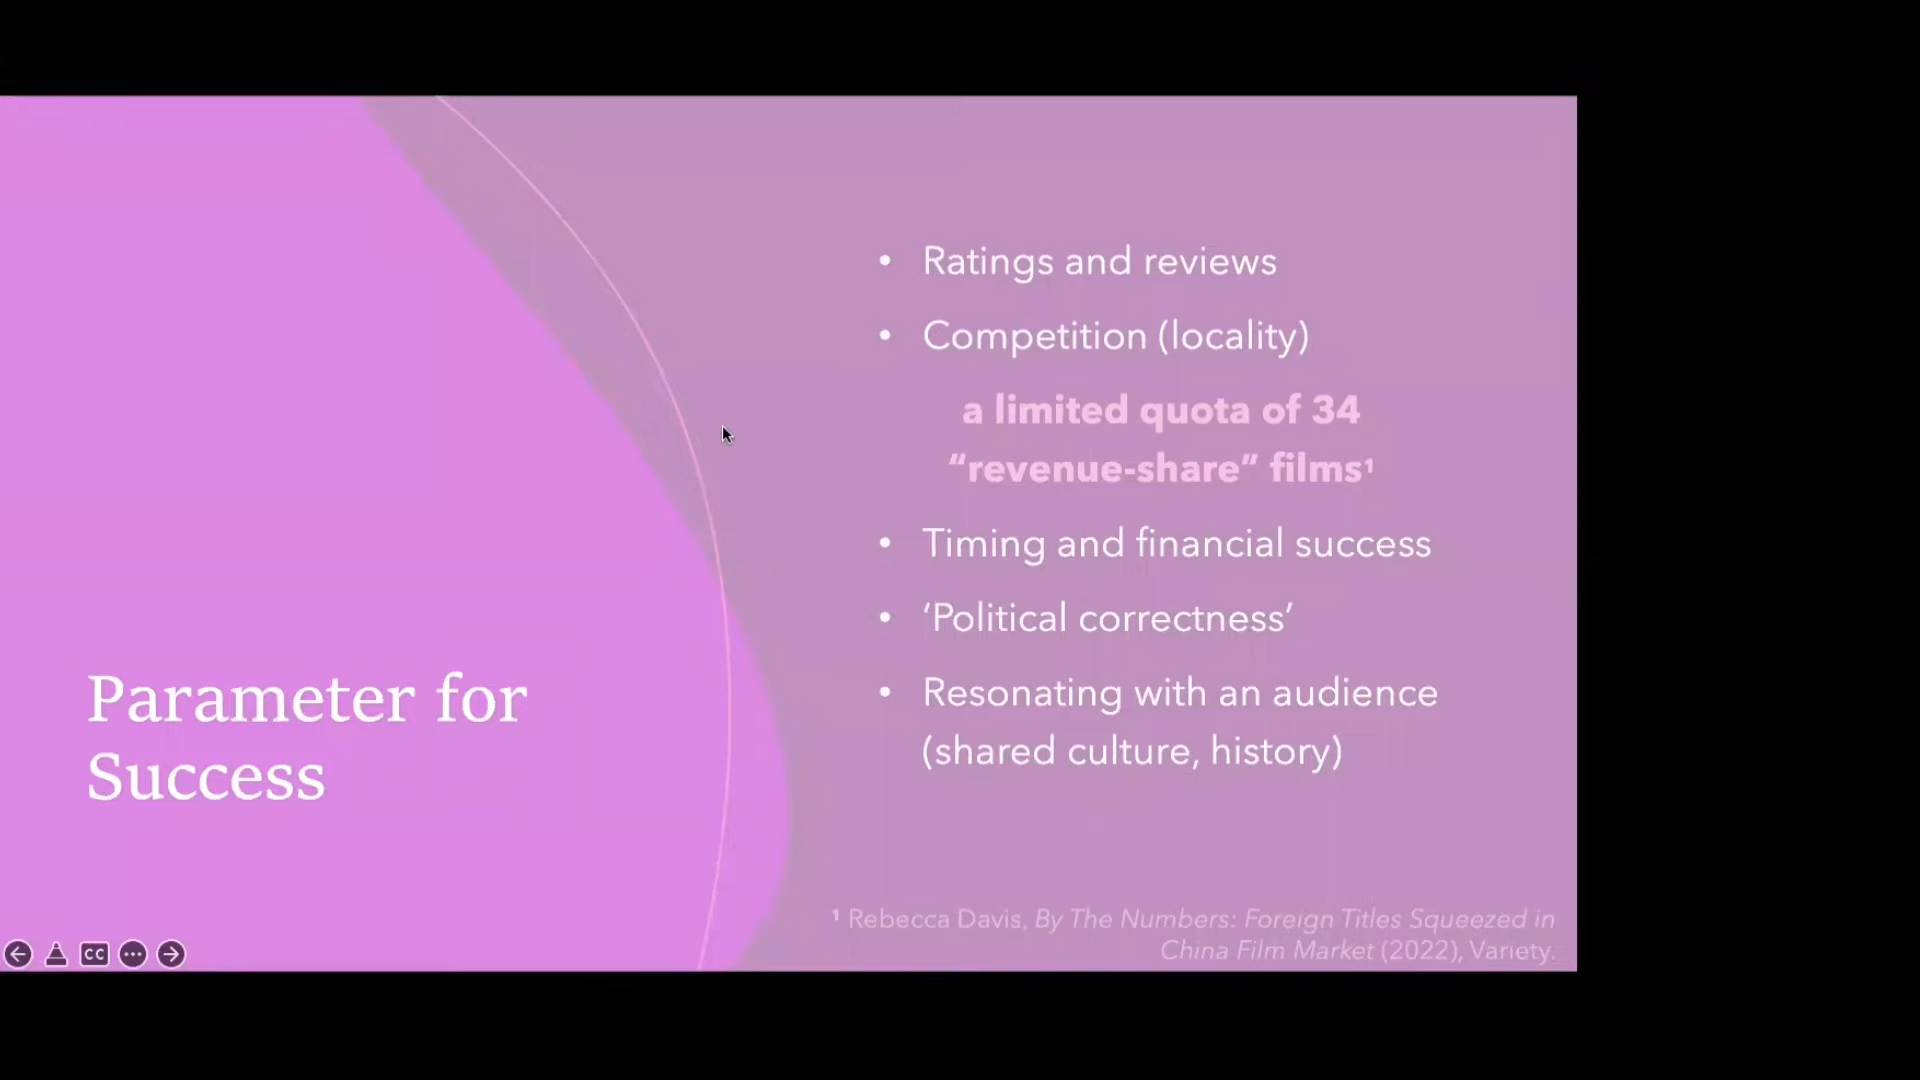 Parameter for
Success
• Ratings and reviews
• Competition (locality)
a limited quota of 34
“revenue-share” films¹
• Timing and financial success
• ‘Political correctness’
• Resonating with an audience
(shared culture, history)
¹ Rebecca Davis, By The Numbers: Foreign Titles Squeezed in
China Film Market (2022), Variety.
CC